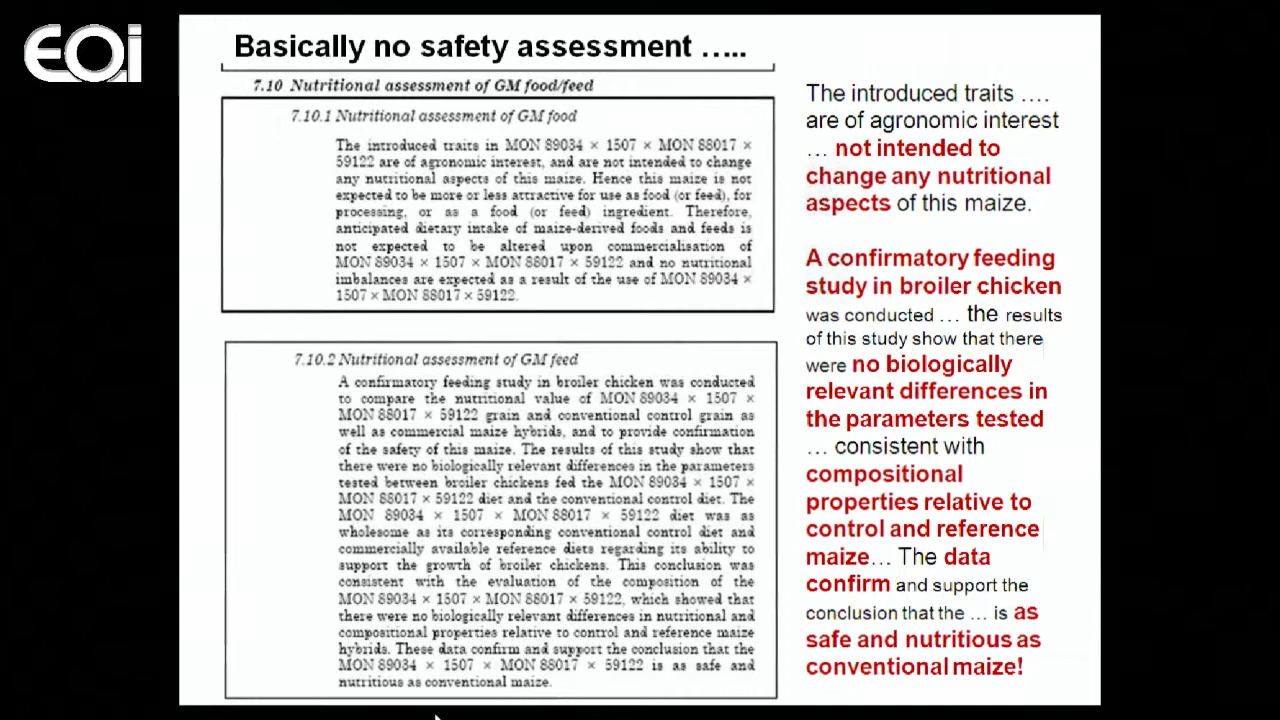 EOi
Basically no safety assessment …..
7.10 Nutritional assessment of GM food/feed
7.10.1 Nutritional assessment of GM food
The introduced traits in MON 89034 × 1507 × MON 88017 ×
59122 are of agronomic interest, and are not intended to change
any nutritional aspects of this maize. Hence this maize is not
expected to be more or less attractive for use as food (or feed), for
processing, or as a food (or feed) ingredient. Therefore,
anticipated dietary intake of maize-derived foods and feeds is
not expected to be altered upon commercialisation of
MON 89034 × 1507 × MON 88017 × 59122 and no nutritional
imbalances are expected as a result of the use of MON 89034 ×
1507 × MON 88017 × 59122.
7.10.2 Nutritional assessment of GM feed
A confirmatory feeding study in broiler chicken was conducted
to compare the nutritional value of MON 89034 × 1507 ×
MON 88017 × 59122 grain and conventional control grain as
well as commercial maize hybrids, and to provide confirmation
of the safety of this maize. The results of this study show that
there were no biologically relevant differences in the parameters
tested between broiler chickens fed the MON 89034 × 1507 ×
MON 88017 × 59122 diet and the conventional control diet. The
MON 89034 × 1507 × MON 88017 × 59122 diet was as
wholesome as its corresponding conventional control diet and
commercially available reference diets regarding its ability to
support the growth of broiler chickens. This conclusion was
consistent with the evaluation of the composition of the
MON 89034 × 1507 × MON 88017 × 59122, which showed that
there were no biologically relevant differences in nutritional and
compositional properties relative to control and reference maize
hybrids. These data confirm and support the conclusion that the
MON 89034 × 1507 × MON 88017 × 59122 is as safe and
nutritious as conventional maize.
The introduced traits ….
are of agronomic interest
… not intended to
change any nutritional
aspects of this maize.
A confirmatory feeding
study in broiler chicken
was conducted … the results
of this study show that there
were no biologically
relevant differences in
the parameters tested
… consistent with
compositional
properties relative to
control and reference
maize… The data
confirm and support the
conclusion that the … is as
safe and nutritious as
conventional maize!